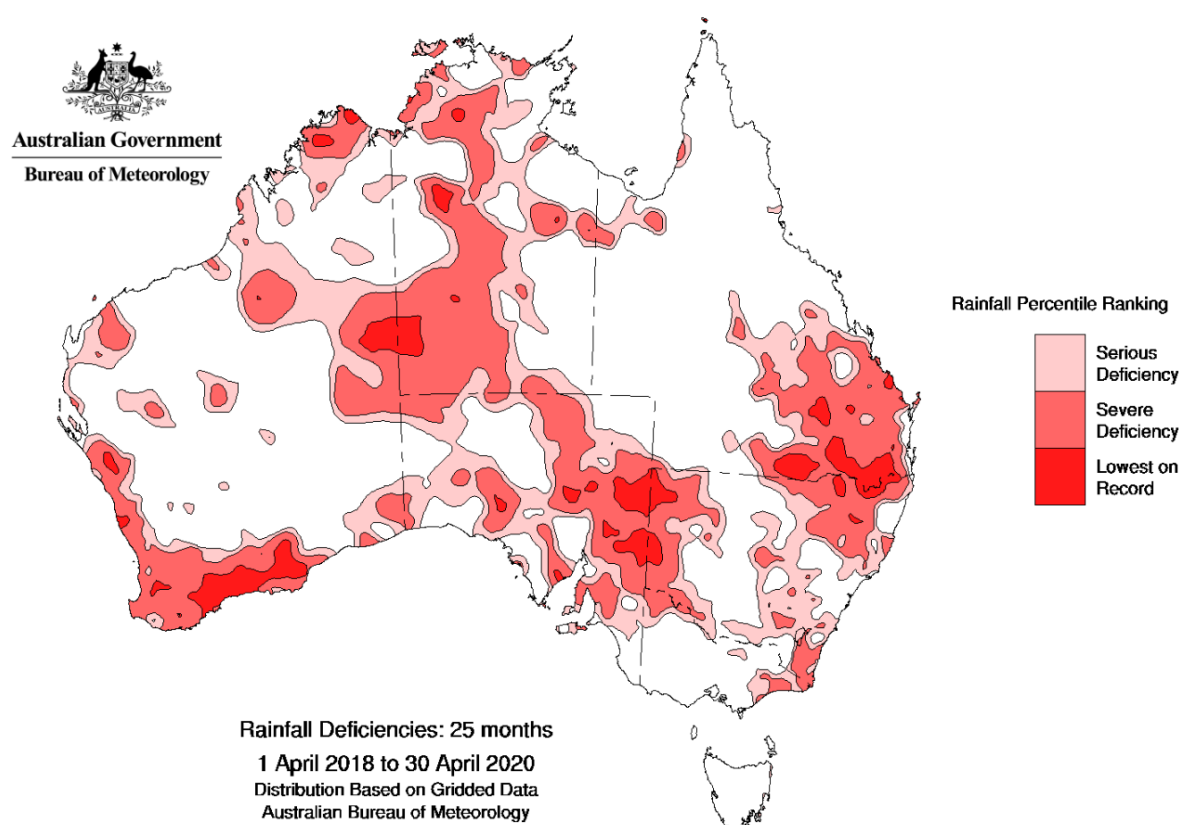 AUSTRALIA
Australian Government
Bureau of Meteorology
Rainfall Percentile Ranking
Serious
Deficiency
Severe
Deficiency
Lowest on
Record
Rainfall Deficiencies: 25 months
1 April 2018 to 30 April 2020
Distribution Based on Gridded Data
Australian Bureau of Meteorology